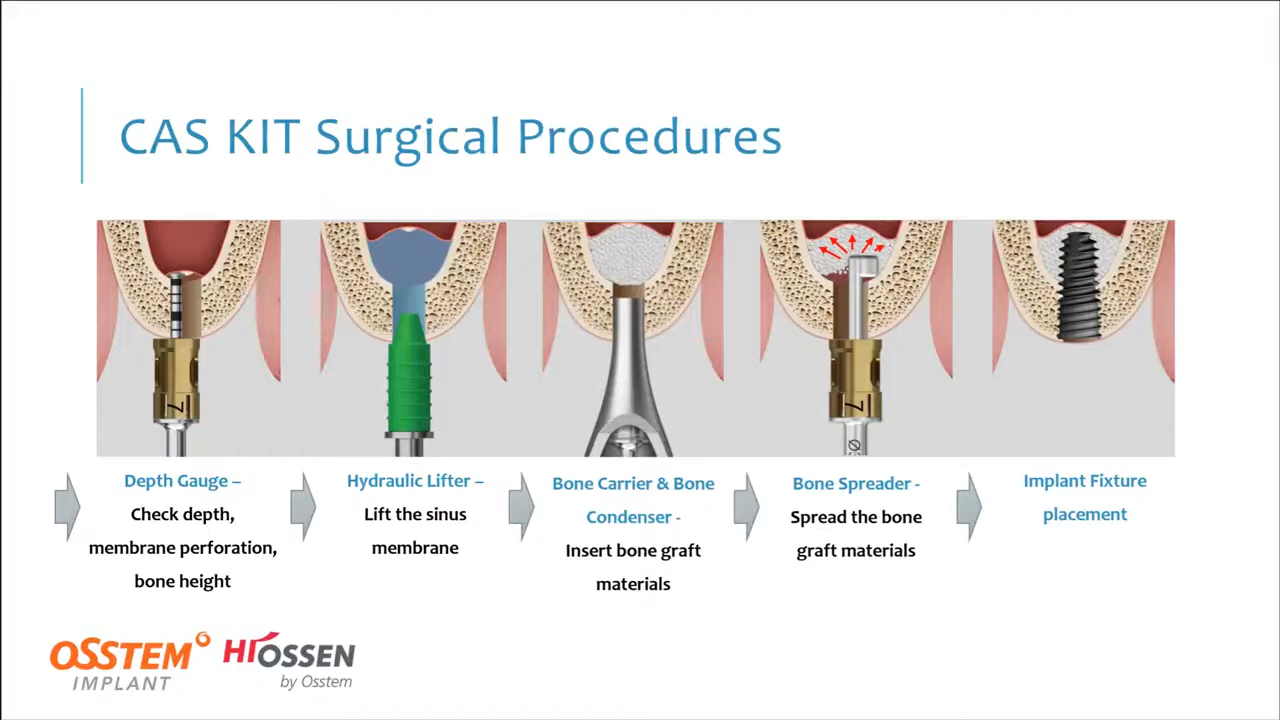 CAS KIT Surgical Procedures
Depth Gauge –
Check depth,
membrane perforation,
bone height
Hydraulic Lifter –
Lift the sinus
membrane
Bone Carrier & Bone
Condenser -
Insert bone graft
materials
Bone Spreader -
Spread the bone
graft materials
Implant Fixture
placement
OSSTEM
IMPLANT
HIOSSEN
by Osstem